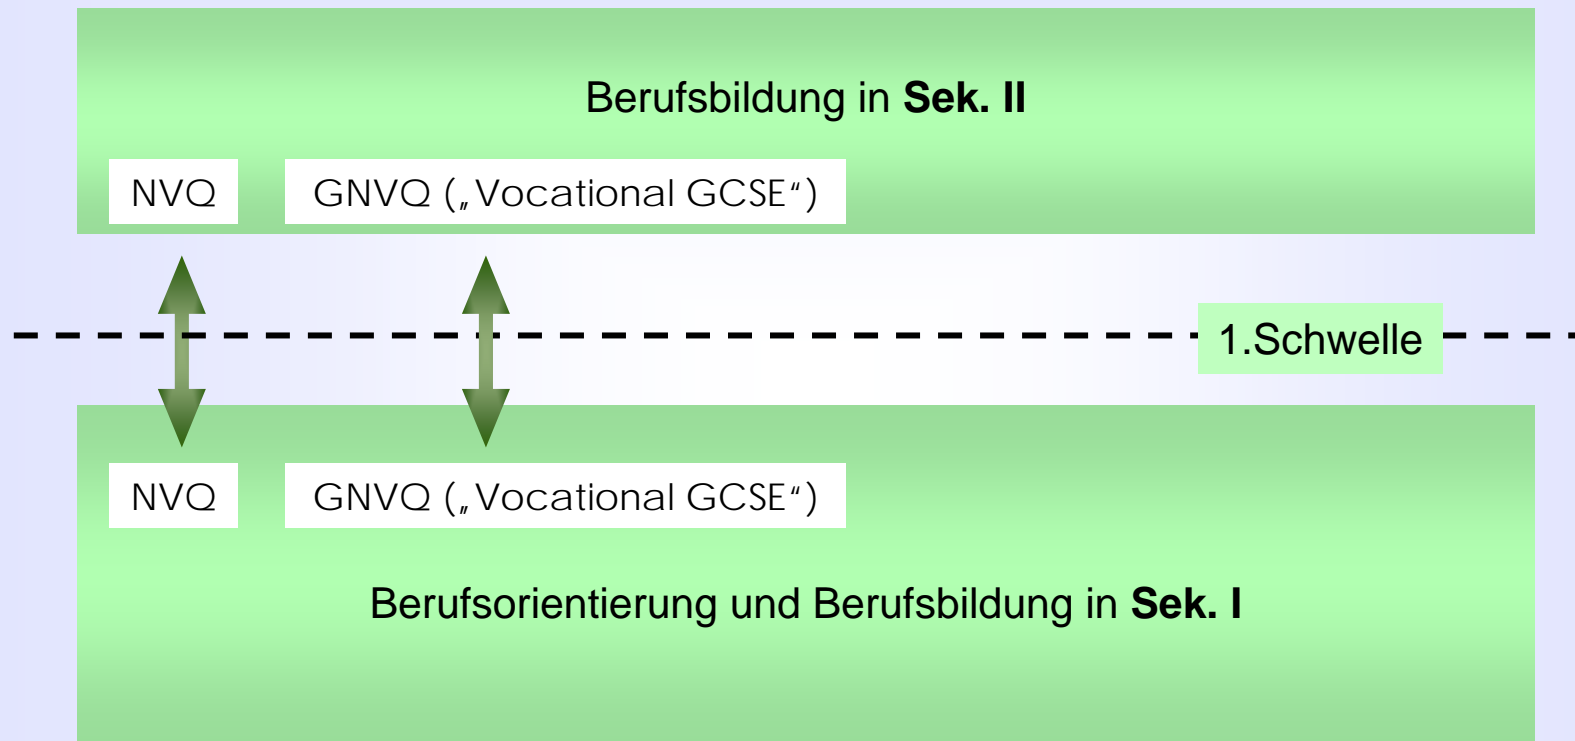 Berufsbildung in Sek. II
NVQ
GNVQ („Vocational GCSE“)
1.Schwelle
NVQ
GNVQ („Vocational GCSE“)
Berufsorientierung und Berufsbildung in Sek. I